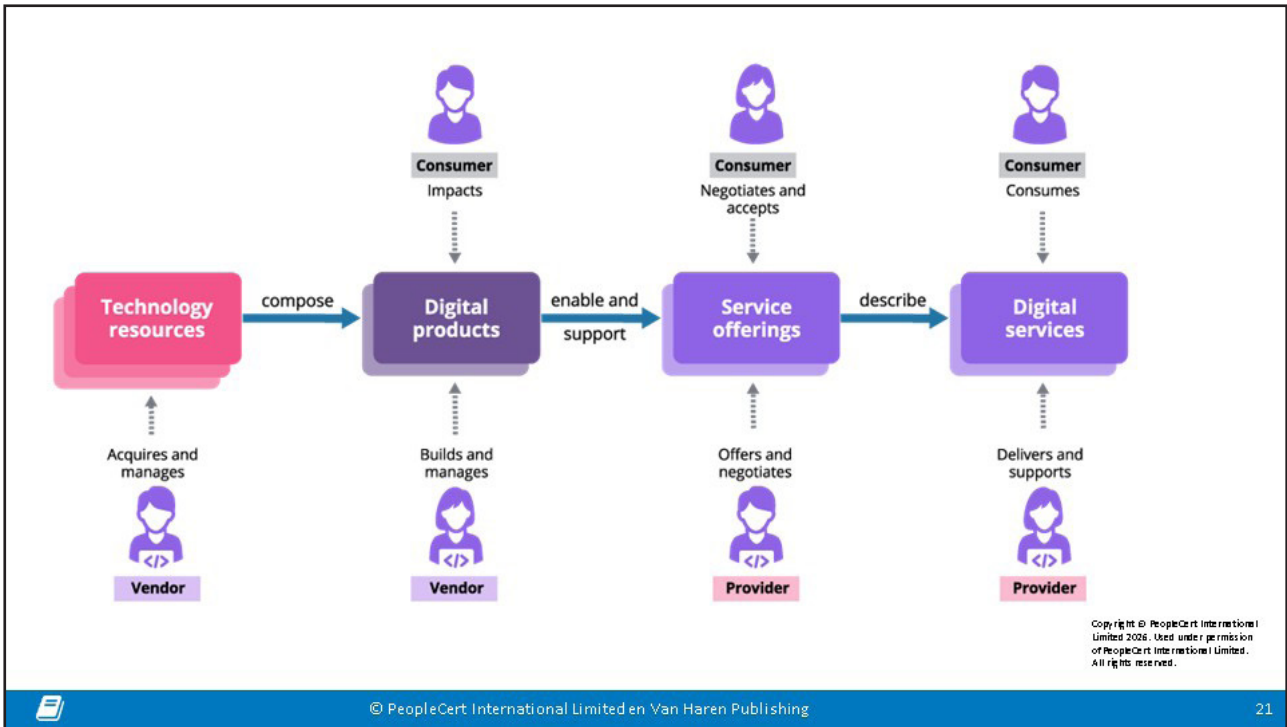 Consumer
Impacts
Consumer
Negotiates and
accepts
Consumer
Consumes
Technology
resources
compose
Digital
products
enable and
support
Service
offerings
describe
Digital
services
Acquires and
manages
</>
Vendor
Builds and
manages
</>
Vendor
Offers and
negotiates
</>
Provider
Delivers and
supports
</>
Provider
Copyright © PeopleCert International
Limited 2026. Used under permission
of PeopleCert International Limited.
All rights reserved.
© PeopleCert International Limited en Van Haren Publishing
21